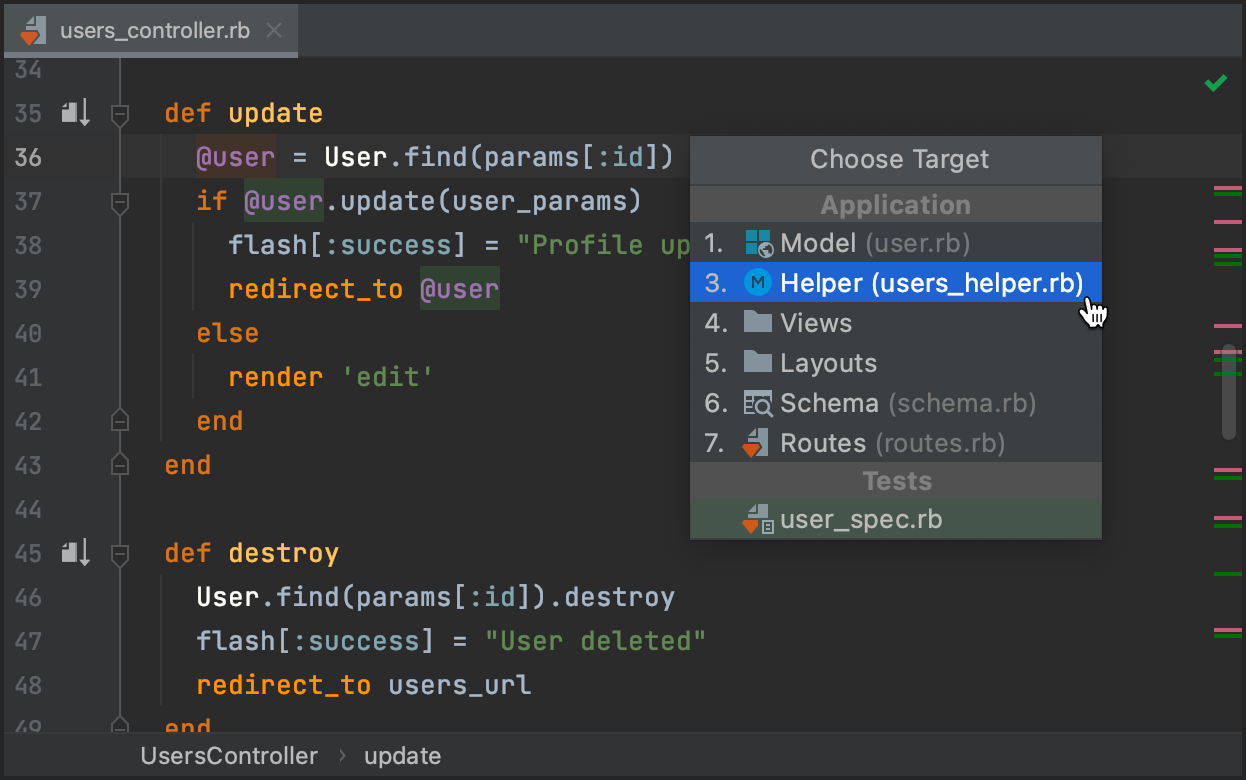 users_controller.rb
34
35 def update
36 @user = User.find(params[:id])
37 if @user.update(user_params)
38 flash[:success] = "Profile up
39 redirect_to @user
40 else
41 render 'edit'
42 end
43 end
44
45 def destroy
46 User.find(params[:id]).destroy
47 flash[:success] = "User deleted"
48 redirect_to users_url
49 end
Choose Target
Application
1. Model (user.rb)
3. M Helper (users_helper.rb)
4. Views
5. Layouts
6. Schema (schema.rb)
7. Routes (routes.rb)
Tests
user_spec.rb
UsersController › update